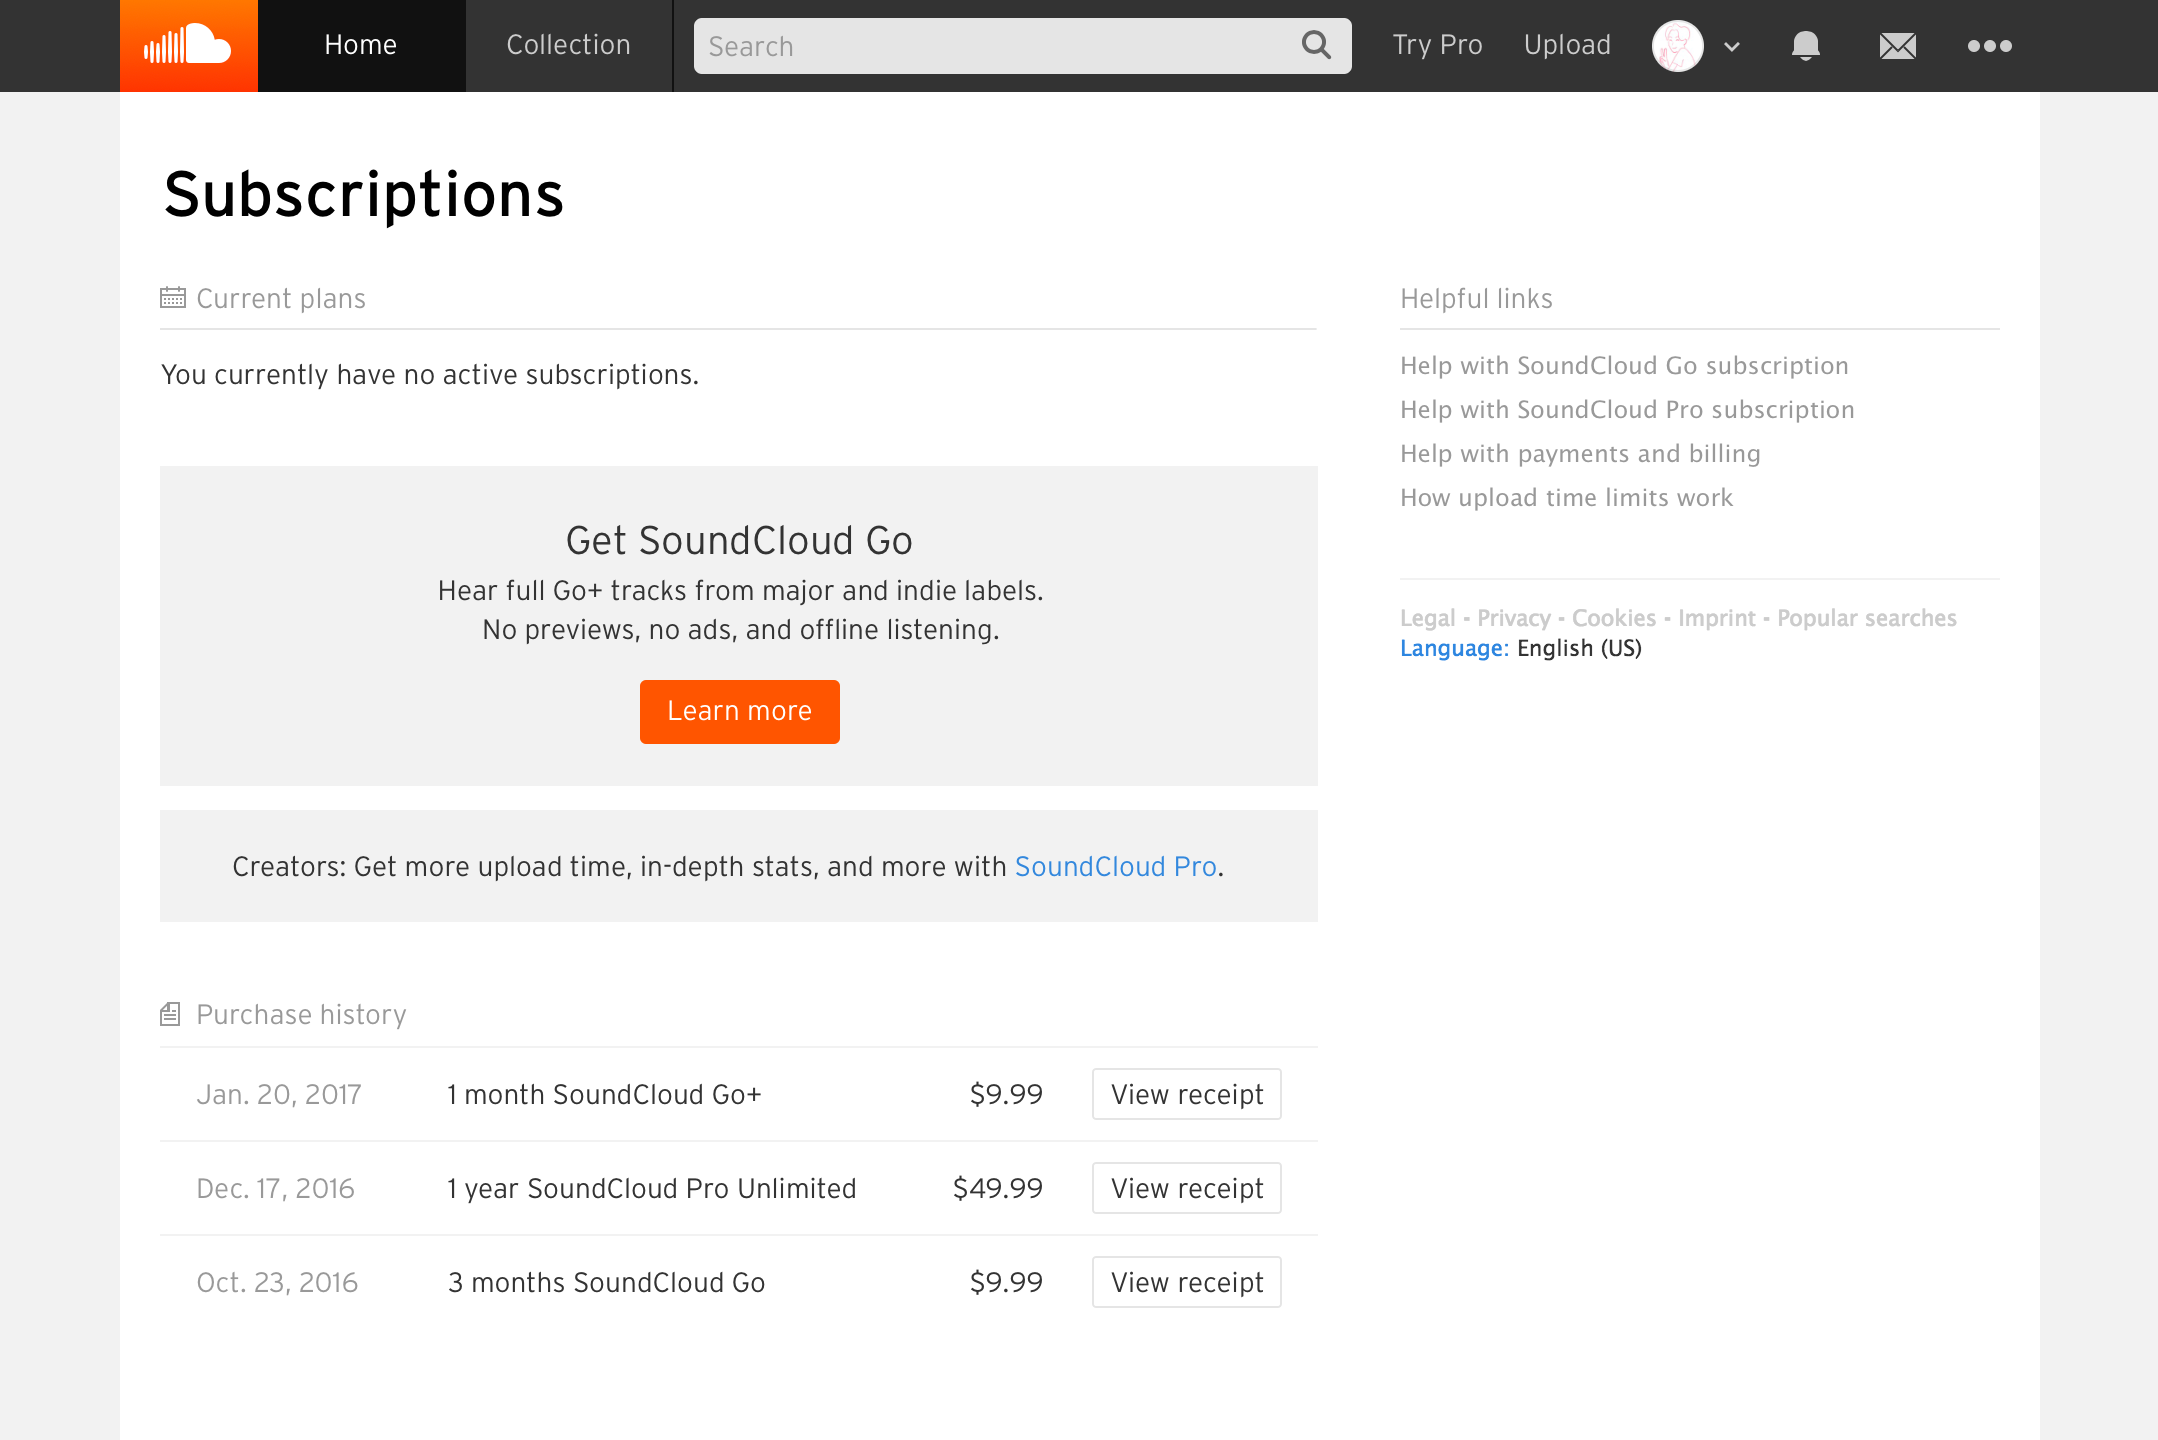 Home
Collection
Search
Try Pro
Upload
Subscriptions
Current plans
You currently have no active subscriptions.
Get SoundCloud Go
Hear full Go+ tracks from major and indie labels.
No previews, no ads, and offline listening.
Learn more
Creators: Get more upload time, in-depth stats, and more with SoundCloud Pro.
Purchase history
Jan. 20, 2017 1 month SoundCloud Go+ $9.99 View receipt
Dec. 17, 2016 1 year SoundCloud Pro Unlimited $49.99 View receipt
Oct. 23, 2016 3 months SoundCloud Go $9.99 View receipt
Helpful links
Help with SoundCloud Go subscription
Help with SoundCloud Pro subscription
Help with payments and billing
How upload time limits work
Legal - Privacy - Cookies - Imprint - Popular searches
Language: English (US)